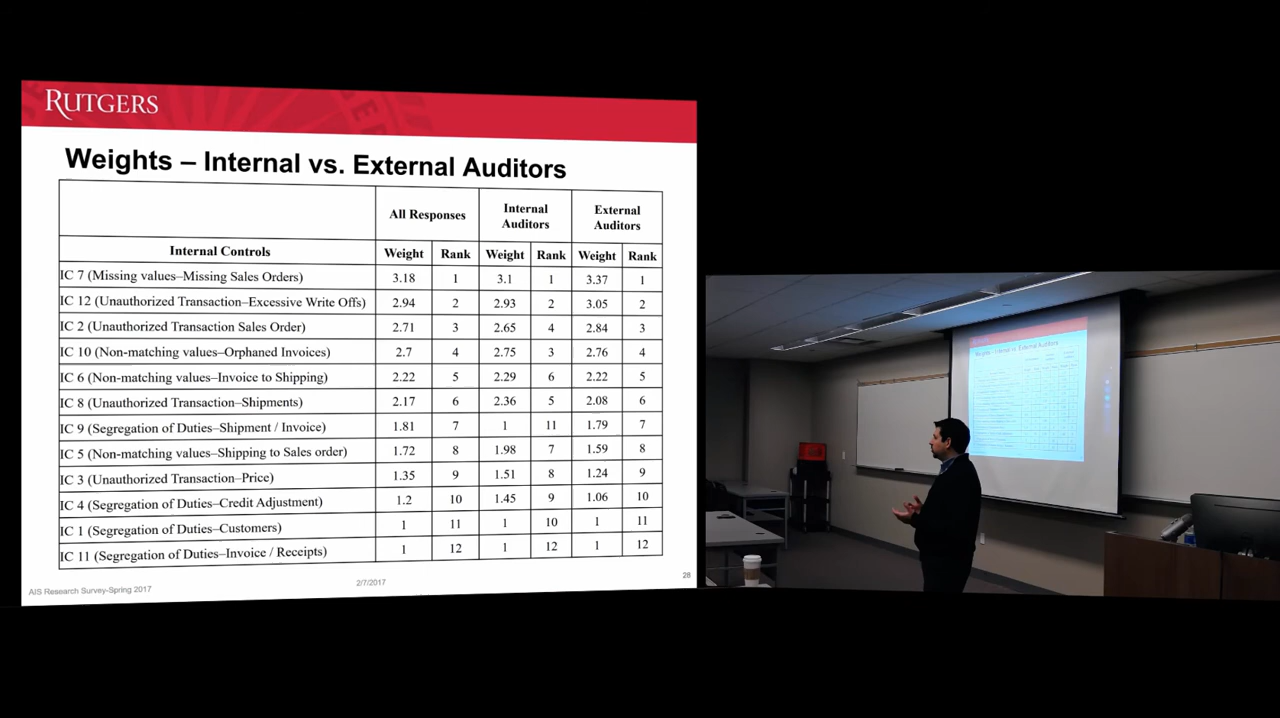 RUTGERS
Weights – Internal vs. External Auditors
All Responses Internal Auditors External Auditors
Internal Controls Weight Rank Weight Rank Weight Rank
IC 7 (Missing values–Missing Sales Orders) 3.18 1 3.1 1 3.37 1
IC 12 (Unauthorized Transaction–Excessive Write Offs) 2.94 2 2.93 2 3.05 2
IC 2 (Unauthorized Transaction Sales Order) 2.71 3 2.65 4 2.84 3
IC 10 (Non-matching values–Orphaned Invoices) 2.7 4 2.75 3 2.76 4
IC 6 (Non-matching values–Invoice to Shipping) 2.22 5 2.29 6 2.22 5
IC 8 (Unauthorized Transaction–Shipments) 2.17 6 2.36 5 2.08 6
IC 9 (Segregation of Duties–Shipment / Invoice) 1.81 7 1 11 1.79 7
IC 5 (Non-matching values–Shipping to Sales order) 1.72 8 1.98 7 1.59 8
IC 3 (Unauthorized Transaction–Price) 1.35 9 1.51 8 1.24 9
IC 4 (Segregation of Duties–Credit Adjustment) 1.2 10 1.45 9 1.06 10
IC 1 (Segregation of Duties–Customers) 1 11 1 10 1 11
IC 11 (Segregation of Duties–Invoice / Receipts) 1 12 1 12 1 12
AIS Research Survey-Spring 2017 2/7/2017 28
Weights – Internal vs. External Auditors